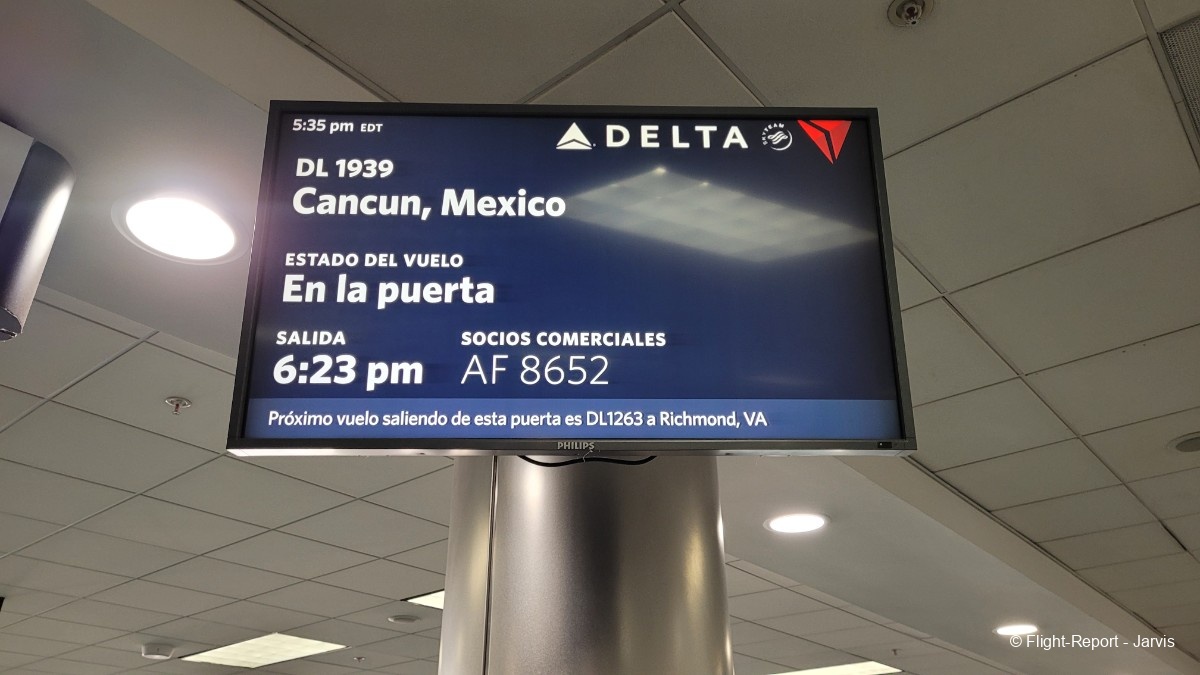 5:35 pm EDT
DELTA
SKYTEAM
DL 1939
Cancun, Mexico
ESTADO DEL VUELO
En la puerta
SALIDA
SOCIOS COMERCIALES
6:23 pm
AF 8652
Próximo vuelo saliendo de esta puerta es DL1263 a Richmond, VA
PHILIPS
© Flight-Report - Jarvis